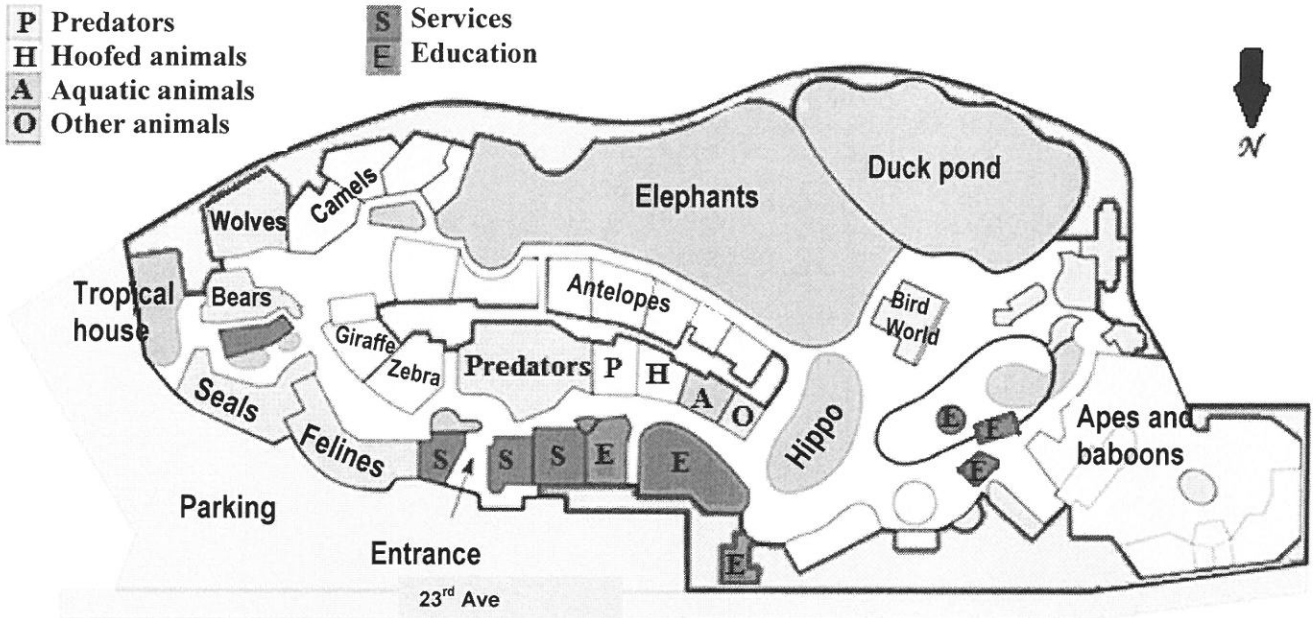 P Predators
H Hoofed animals
A Aquatic animals
O Other animals
S Services
E Education
N
Duck pond
Elephants
Camels
Wolves
Tropical
house
Bears
Antelopes
Bird
World
Giraffe
Zebra
Predators
P
H
A
O
Seals
Felines
Hippo
Apes and
baboons
S
S
S
E
E
E
E
E
E
Parking
Entrance
23rd Ave